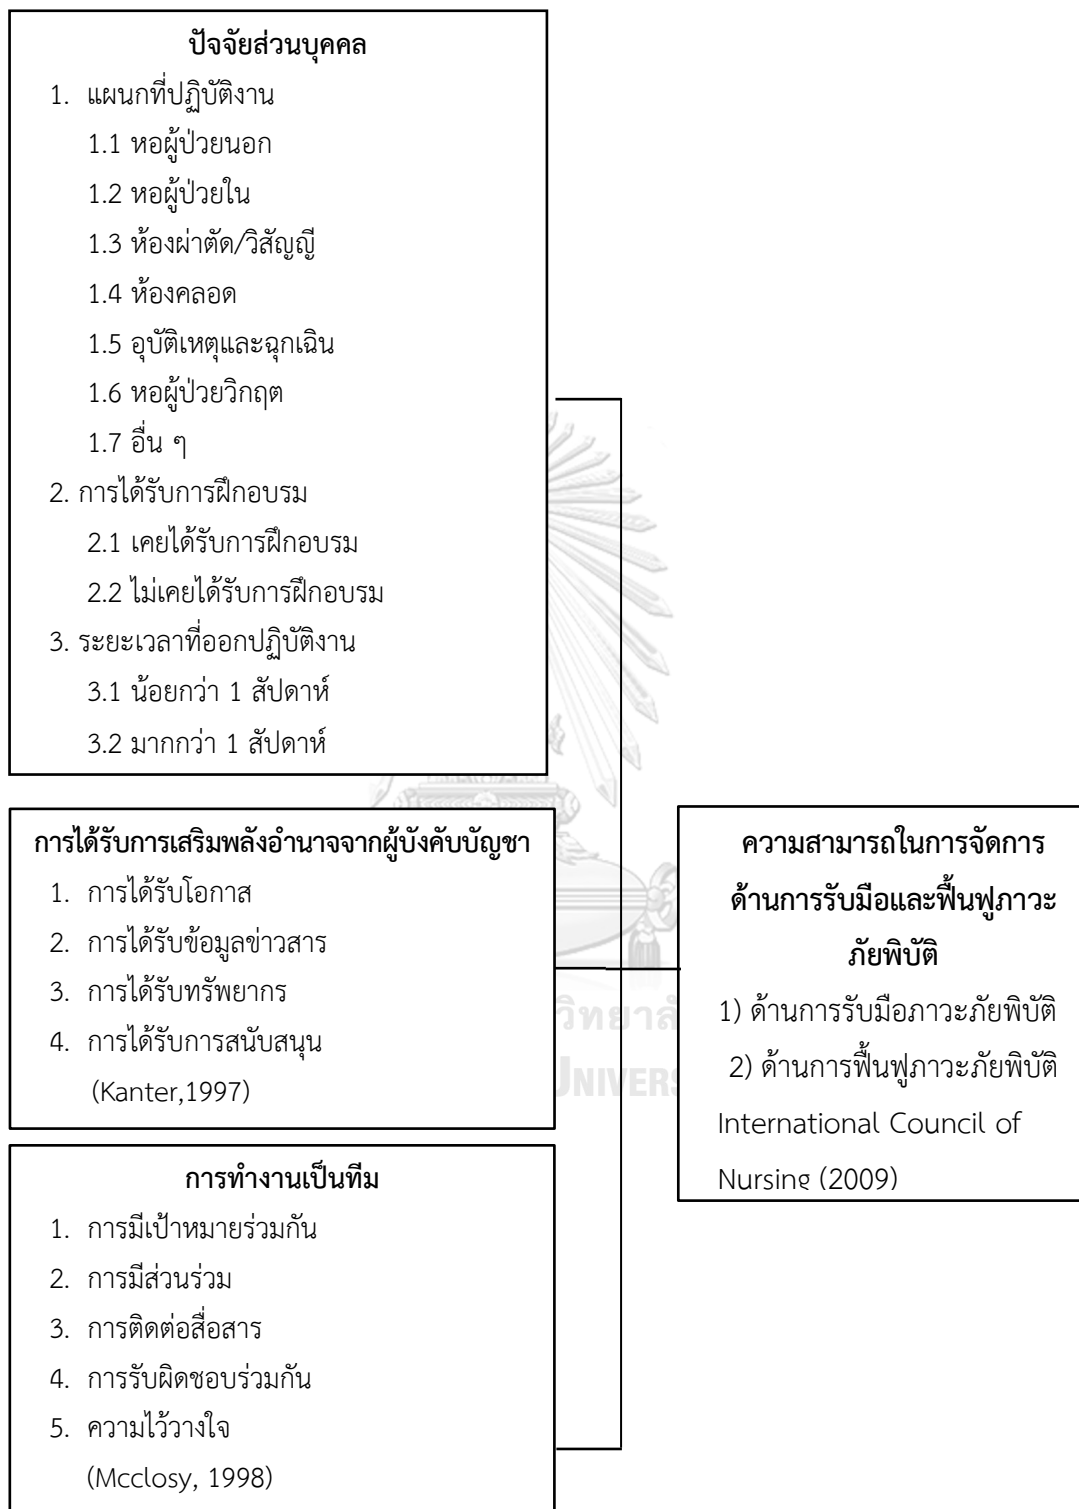 ปัจจัยส่วนบุคคล
1. แผนกที่ปฏิบัติงาน
1.1 หอผู้ป่วยนอก
1.2 หอผู้ป่วยใน
1.3 ห้องผ่าตัด/วิสัญญี
1.4 ห้องคลอด
1.5 อุบัติเหตุและฉุกเฉิน
1.6 หอผู้ป่วยวิกฤต
1.7 อื่น ๆ
2. การได้รับการฝึกอบรม
2.1 เคยได้รับการฝึกอบรม
2.2 ไม่เคยได้รับการฝึกอบรม
3. ระยะเวลาที่ออกปฏิบัติงาน
3.1 น้อยกว่า 1 สัปดาห์
3.2 มากกว่า 1 สัปดาห์
การได้รับการเสริมพลังอำนาจจากผู้บังคับบัญชา
1. การได้รับโอกาส
2. การได้รับข้อมูลข่าวสาร
3. การได้รับทรัพยากร
4. การได้รับการสนับสนุน
(Kanter,1997)
การทำงานเป็นทีม
1. การมีเป้าหมายร่วมกัน
2. การมีส่วนร่วม
3. การติดต่อสื่อสาร
4. การรับผิดชอบร่วมกัน
5. ความไว้วางใจ
(Mcclosy, 1998)
ความสามารถในการจัดการ
ด้านการรับมือและฟื้นฟูภาวะ
ภัยพิบัติ
1) ด้านการรับมือภาวะภัยพิบัติ
2) ด้านการฟื้นฟูภาวะภัยพิบัติ
International Council of
Nursing (2009)